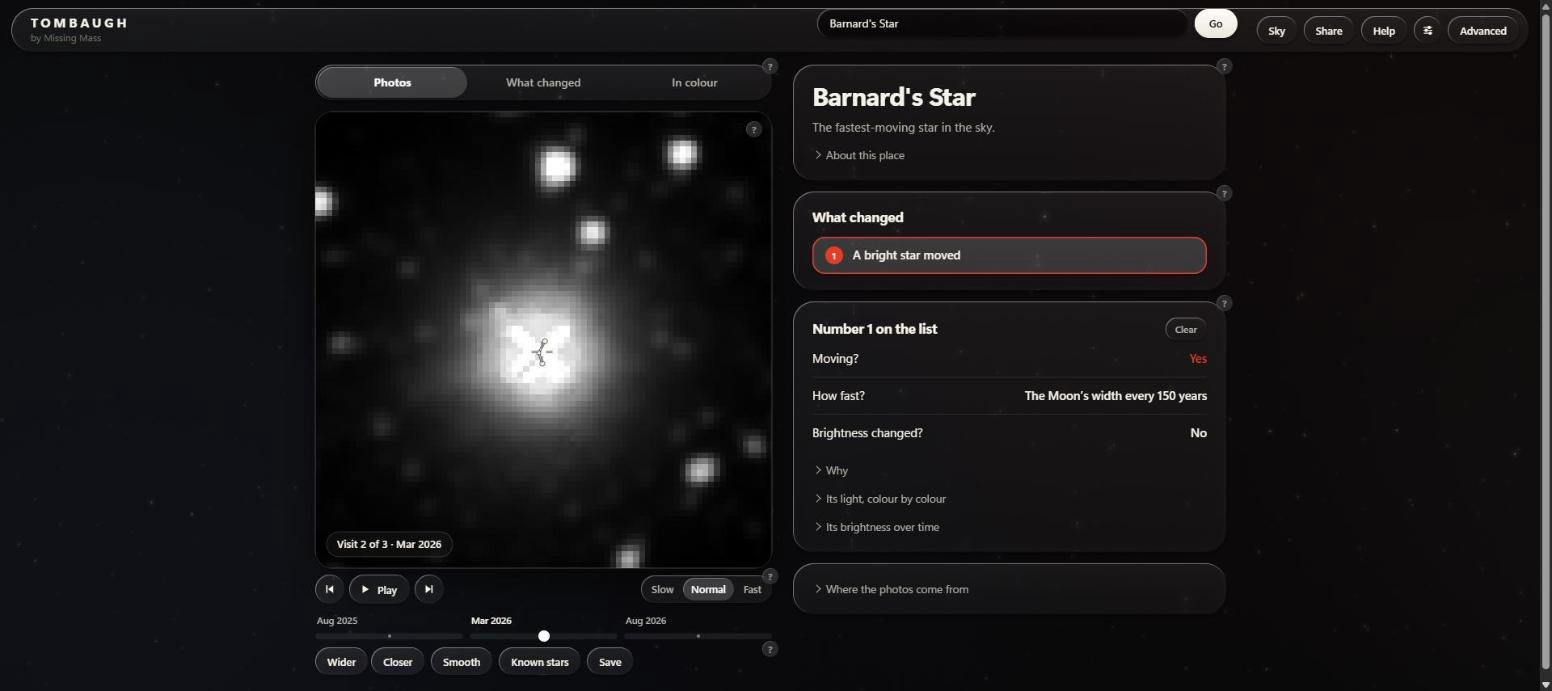 TOMBAUGH
by Missing Mass
Barnard's Star
Go
Sky
Share
Help
Advanced
Photos
What changed
In colour
?
?
Visit 2 of 3 · Mar 2026
Play
Slow
Normal
Fast
?
Aug 2025
Mar 2026
Aug 2026
?
Wider
Closer
Smooth
Known stars
Save
?
Barnard's Star
The fastest-moving star in the sky.
About this place
?
What changed
1 A bright star moved
?
Number 1 on the list
Clear
Moving? Yes
How fast? The Moon's width every 150 years
Brightness changed? No
Why
Its light, colour by colour
Its brightness over time
Where the photos come from